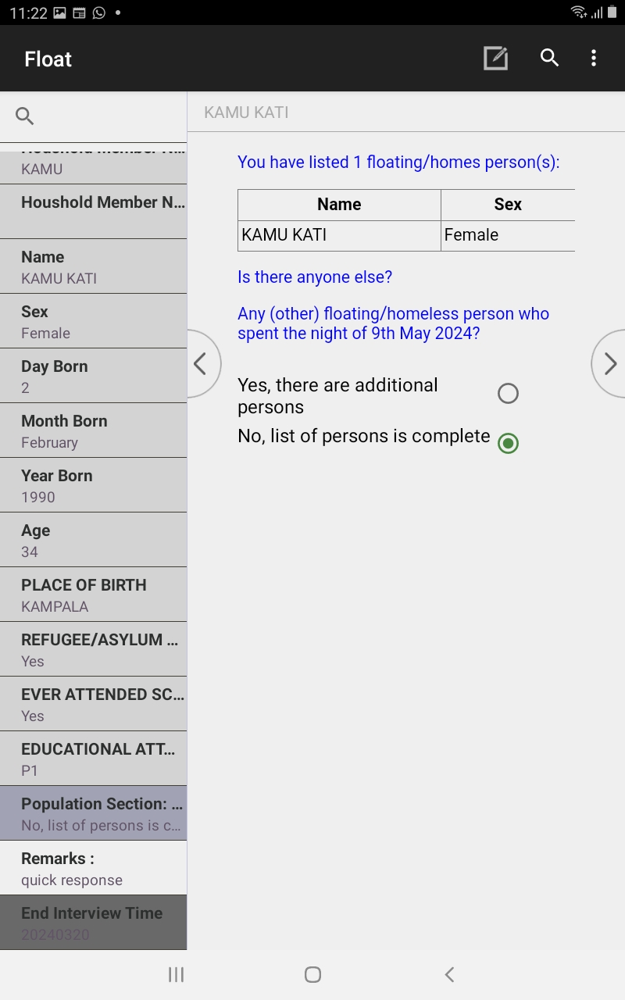 11:22
Float
KAMU
Houshold Member N...
Name
KAMU KATI
Sex
Female
Day Born
2
Month Born
February
Year Born
1990
Age
34
PLACE OF BIRTH
KAMPALA
REFUGEE/ASYLUM ...
Yes
EVER ATTENDED SC...
Yes
EDUCATIONAL ATT...
P1
Population Section: ...
No, list of persons is c...
Remarks :
quick response
End Interview Time
20240320
KAMU KATI
You have listed 1 floating/homes person(s):
Name Sex
KAMU KATI Female
Is there anyone else?
Any (other) floating/homeless person who
spent the night of 9th May 2024?
Yes, there are additional
persons
No, list of persons is complete